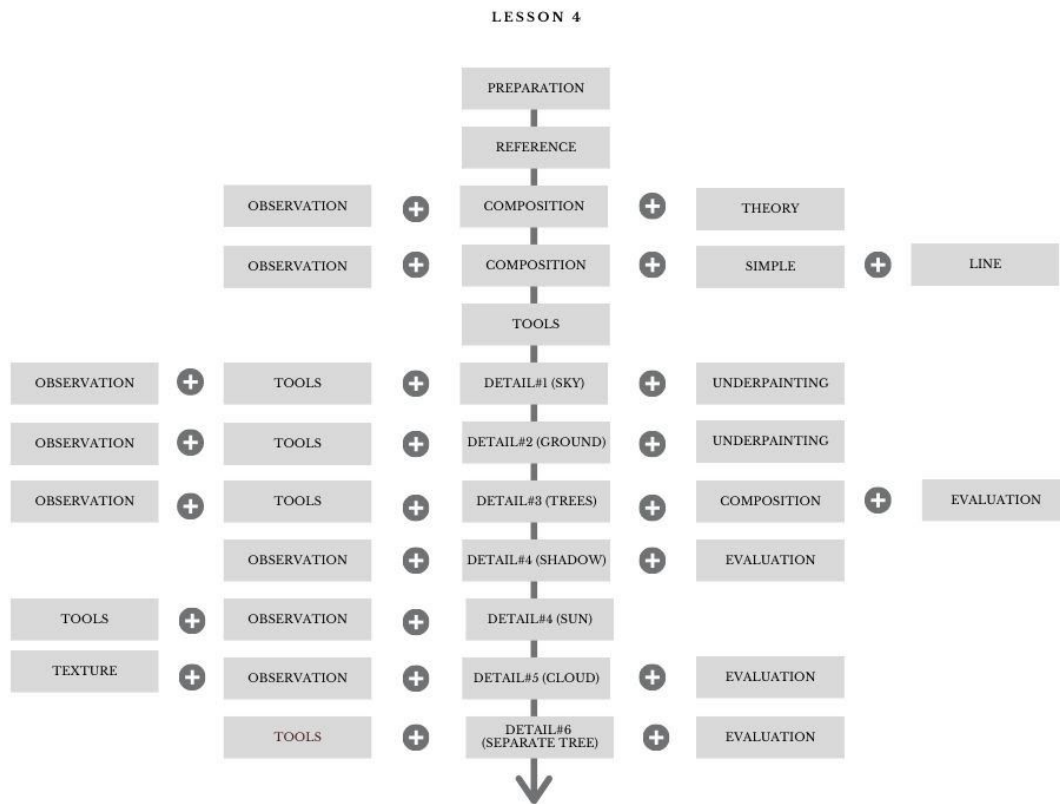 LESSON 4
PREPARATION
REFERENCE
OBSERVATION COMPOSITION THEORY
OBSERVATION COMPOSITION SIMPLE LINE
TOOLS
OBSERVATION TOOLS DETAIL#1 (SKY) UNDERPAINTING
OBSERVATION TOOLS DETAIL#2 (GROUND) UNDERPAINTING
OBSERVATION TOOLS DETAIL#3 (TREES) COMPOSITION EVALUATION
OBSERVATION DETAIL#4 (SHADOW) EVALUATION
TOOLS OBSERVATION DETAIL#4 (SUN)
TEXTURE OBSERVATION DETAIL#5 (CLOUD) EVALUATION
TOOLS DETAIL#6
(SEPARATE TREE) EVALUATION